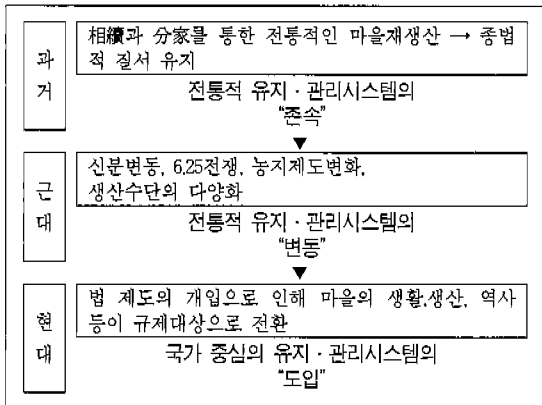 과
거
相續과 分家를 통한 전통적인 마을재생산 → 종법
적 질서 유지
전통적 유지 · 관리시스템의
"존속"
▼
근
대
신분변동, 6.25전쟁, 농지제도변화,
생산수단의 다양화
전통적 유지 · 관리시스템의
"변동"
▼
현
대
법 제도의 개입으로 인해 마을의 생활,생산, 역사
등이 규제대상으로 전환
국가 중심의 유지 · 관리시스템의
"도입"